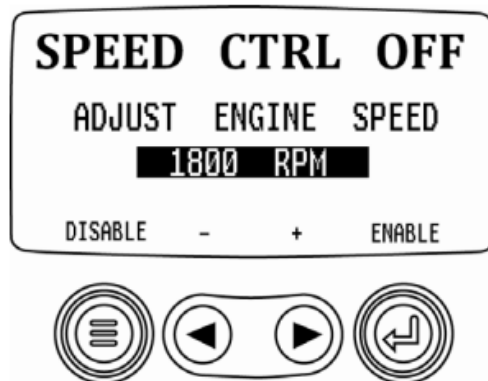 SPEED CTRL OFF
ADJUST ENGINE SPEED
1800 RPM
DISABLE - + ENABLE